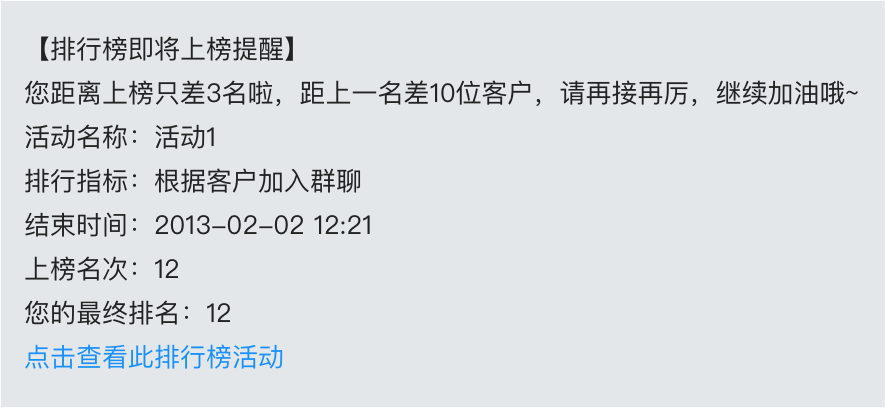 【排行榜即将上榜提醒】
您距离上榜只差3名啦，距上一名差10位客户，请再接再厉，继续加油哦~
活动名称：活动1
排行指标：根据客户加入群聊
结束时间：2013-02-02 12:21
上榜名次：12
您的最终排名：12
点击查看此排行榜活动